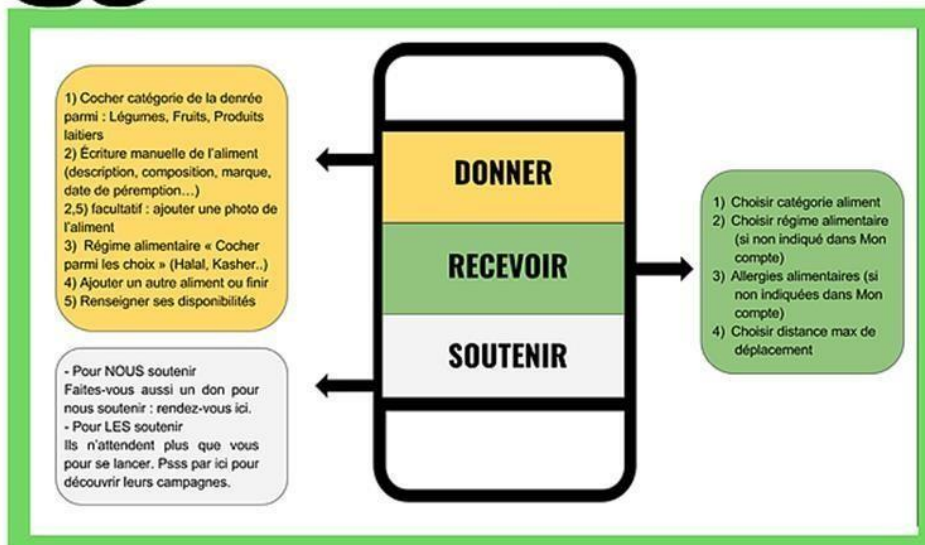 1) Cocher catégorie de la denrée
parmi : Légumes, Fruits, Produits
laitiers
2) Écriture manuelle de l'aliment
(description, composition, marque,
date de péremption…)
2,5) facultatif : ajouter une photo de
l'aliment
3) Régime alimentaire « Cocher
parmi les choix » (Halal, Kasher..)
4) Ajouter un autre aliment ou finir
5) Renseigner ses disponibilités
- Pour NOUS soutenir
Faites-vous aussi un don pour
nous soutenir : rendez-vous ici.
- Pour LES soutenir
Ils n'attendent plus que vous
pour se lancer. Psss par ici pour
découvrir leurs campagnes.
DONNER
RECEVOIR
SOUTENIR
1) Choisir catégorie aliment
2) Choisir régime alimentaire
(si non indiqué dans Mon
compte)
3) Allergies alimentaires (si
non indiquées dans Mon
compte)
4) Choisir distance max de
déplacement